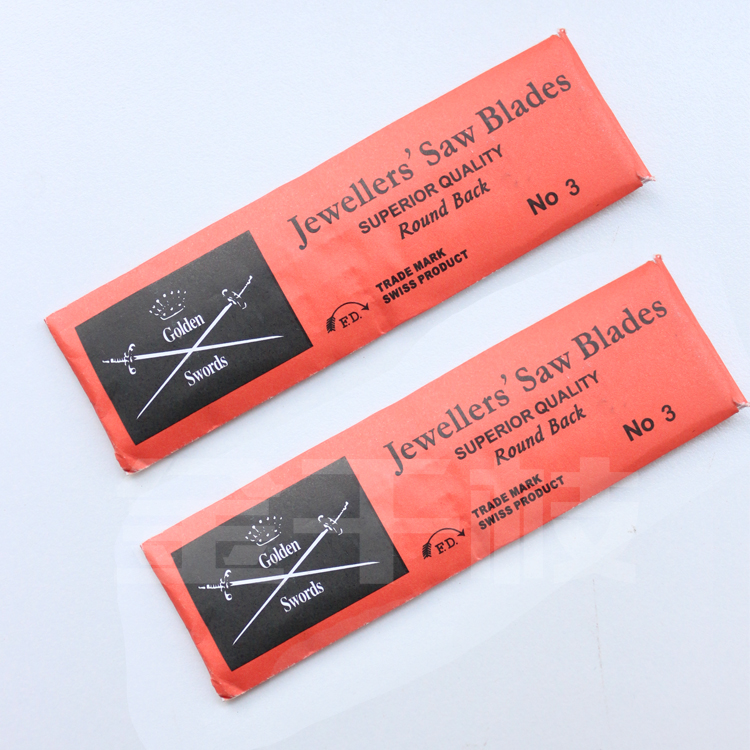 Jewellers' Saw Blades
SUPERIOR QUALITY
Round Back
No 3
TRADE MARK
SWISS PRODUCT
F.D.
Golden
Swords
Jewellers' Saw Blades
SUPERIOR QUALITY
Round Back
No 3
TRADE MARK
SWISS PRODUCT
F.D.
Golden
Swords